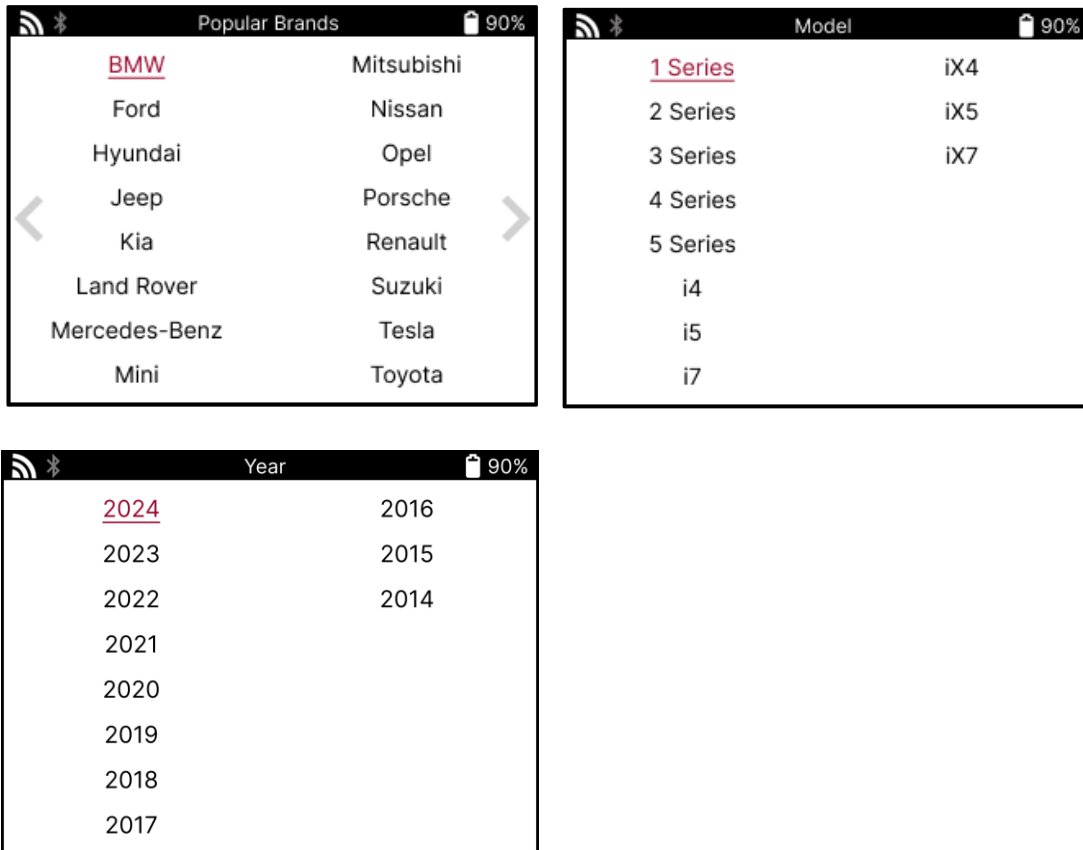 Popular Brands 90%
BMW Mitsubishi
Ford Nissan
Hyundai Opel
Jeep Porsche
Kia Renault
Land Rover Suzuki
Mercedes-Benz Tesla
Mini Toyota
Model 90%
1 Series iX4
2 Series iX5
3 Series iX7
4 Series
5 Series
i4
i5
i7
Year 90%
2024 2016
2023 2015
2022 2014
2021
2020
2019
2018
2017